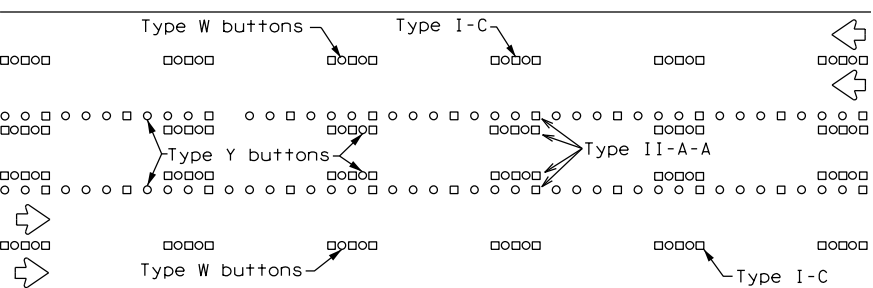 Type W buttons
Type I-C
Type Y buttons
Type II-A-A
Type W buttons
Type I-C